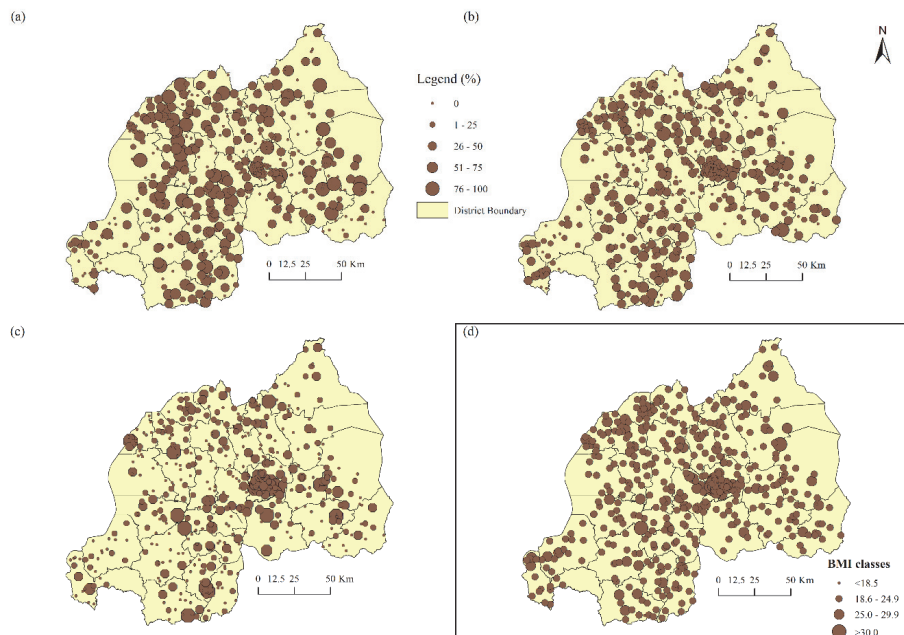 (a)
(b)
N
Legend (%)
0
1 - 25
26 - 50
51 - 75
76 - 100
District Boundary
0 12.5 25 50 Km
0 12.5 25 50 Km
(c)
(d)
0 12.5 25 50 Km
0 12.5 25 50 Km
BMI classes
<18.5
18.6 - 24.9
25.0 - 29.9
>30.0